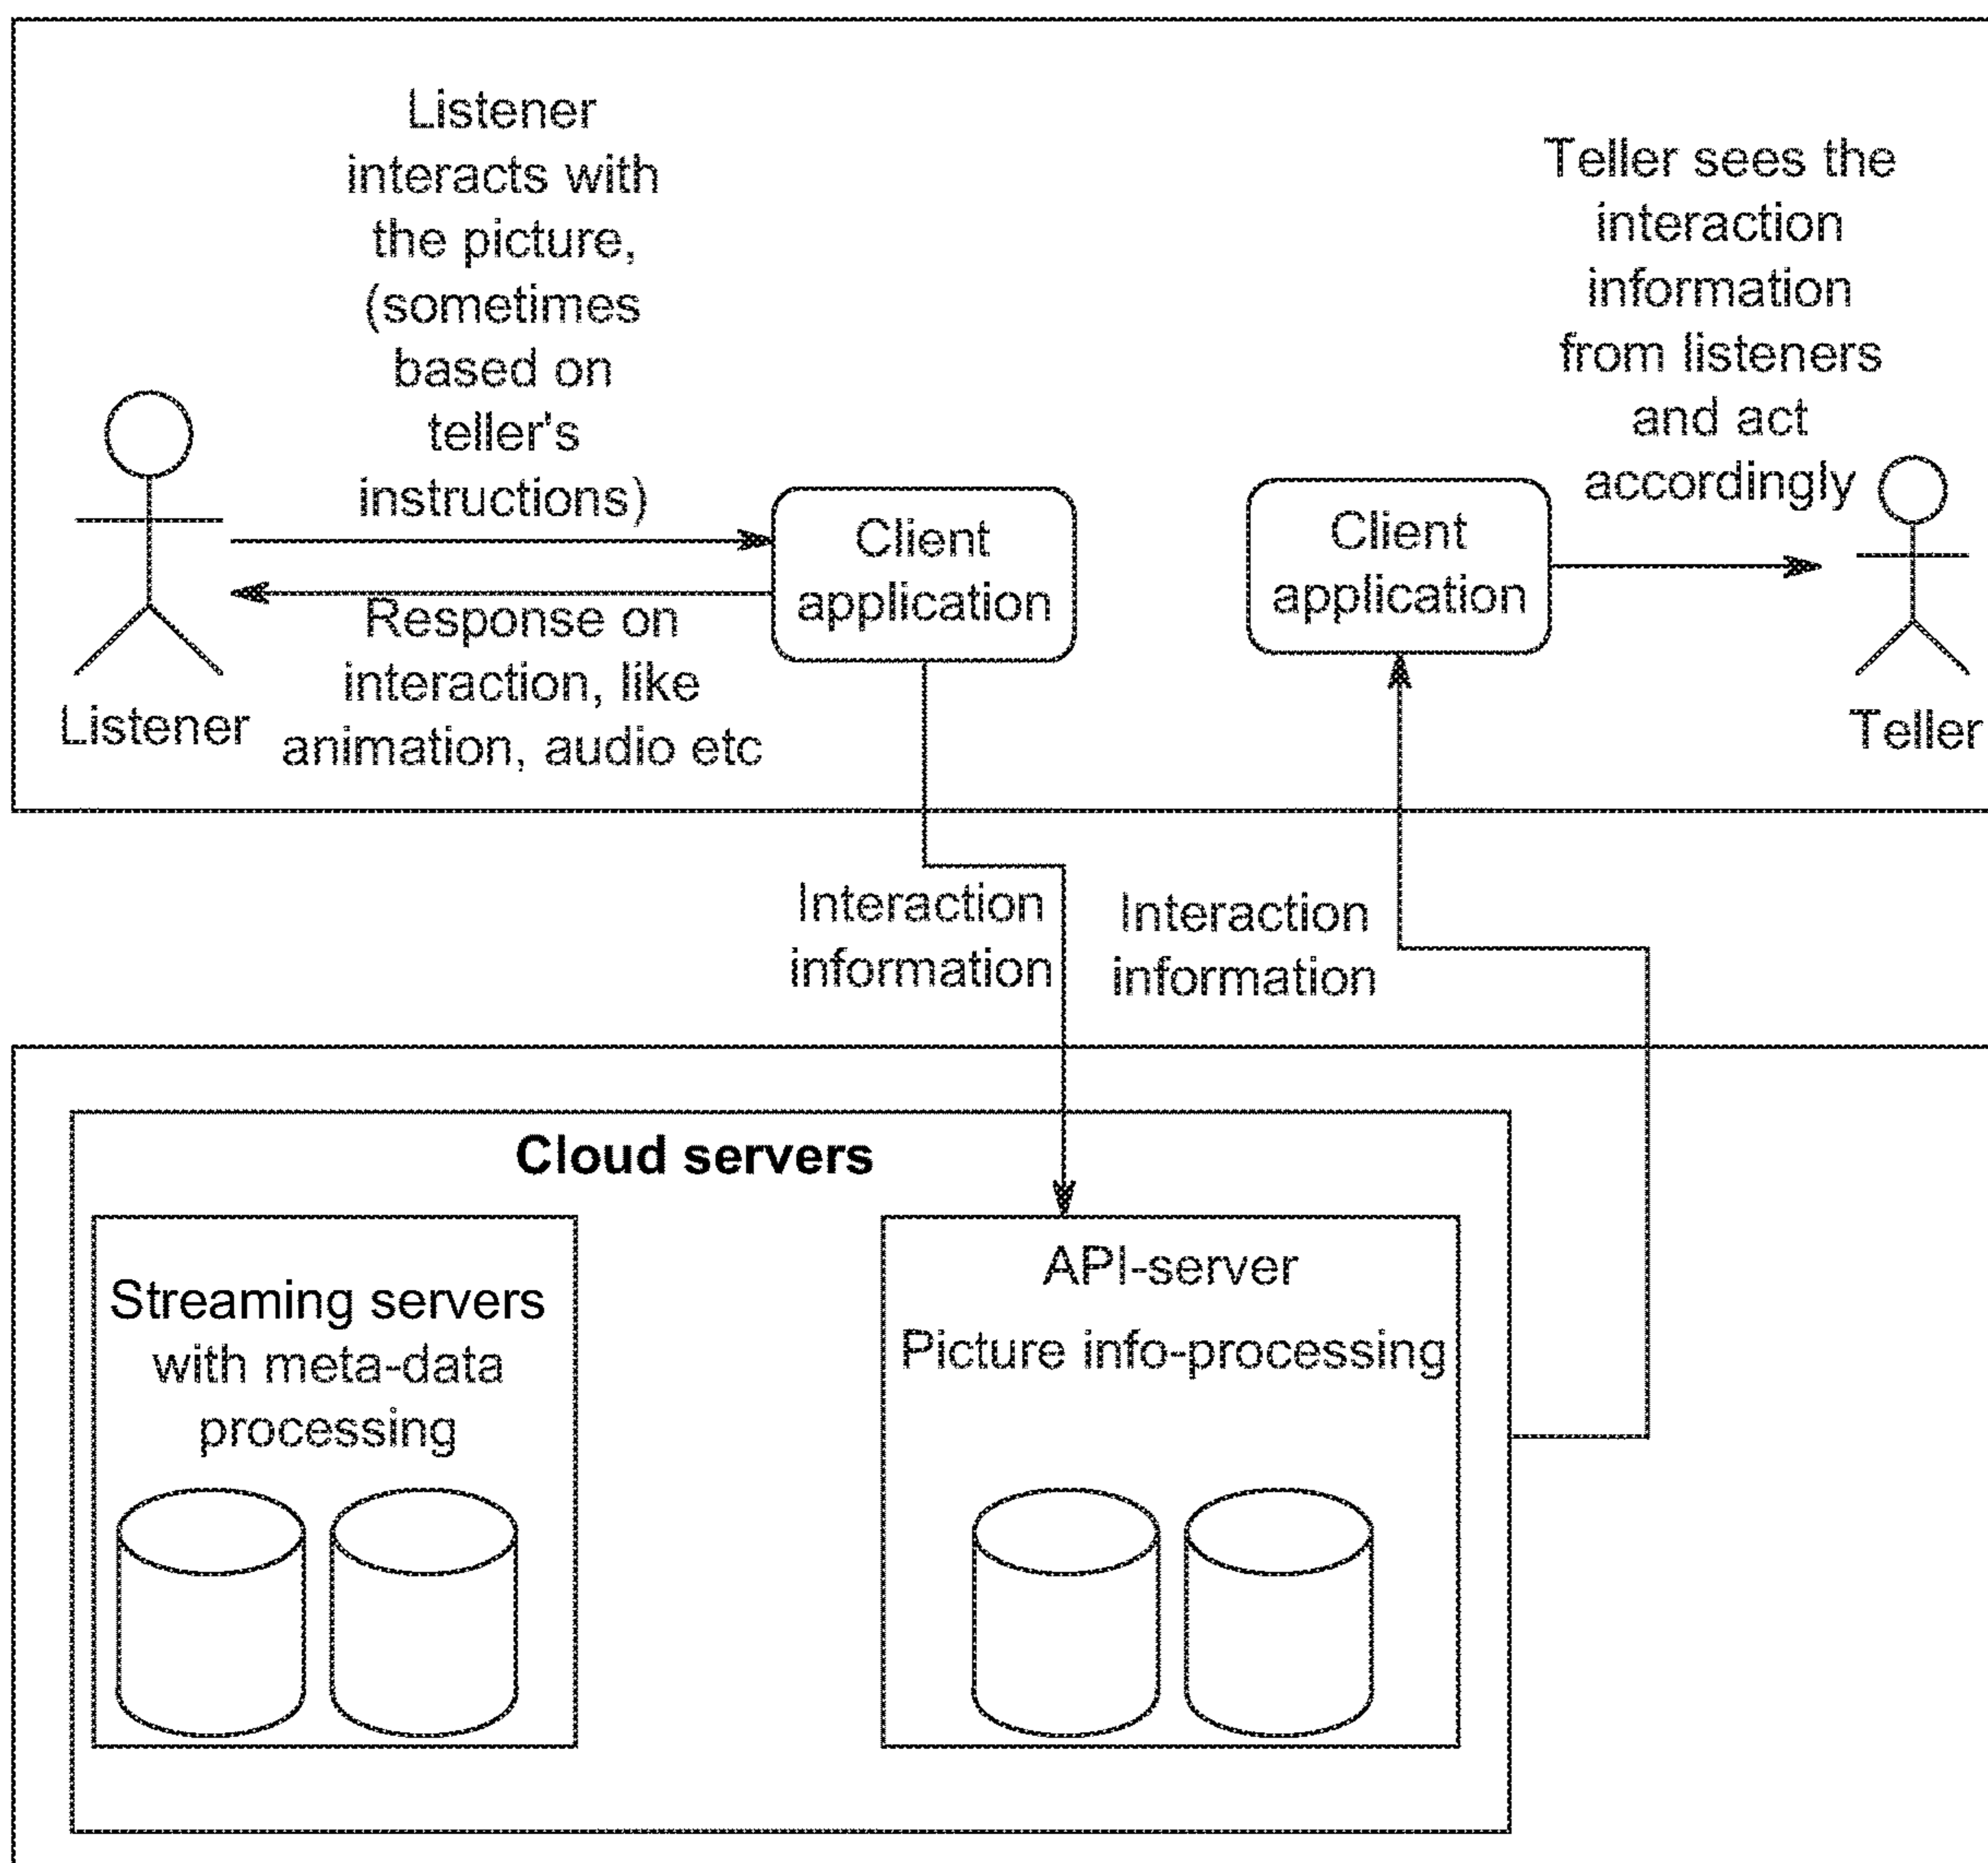 Listener
interacts with
the picture,
(sometimes
based on
teller's
instructions)
Teller sees the
interaction
information
from listeners
and act
accordingly
Client
application
Client
application
Response on
interaction, like
animation, audio etc
Listener
Teller
Interaction
information
Interaction
information
Cloud servers
Streaming servers
with meta-data
processing
API-server
Picture info-processing